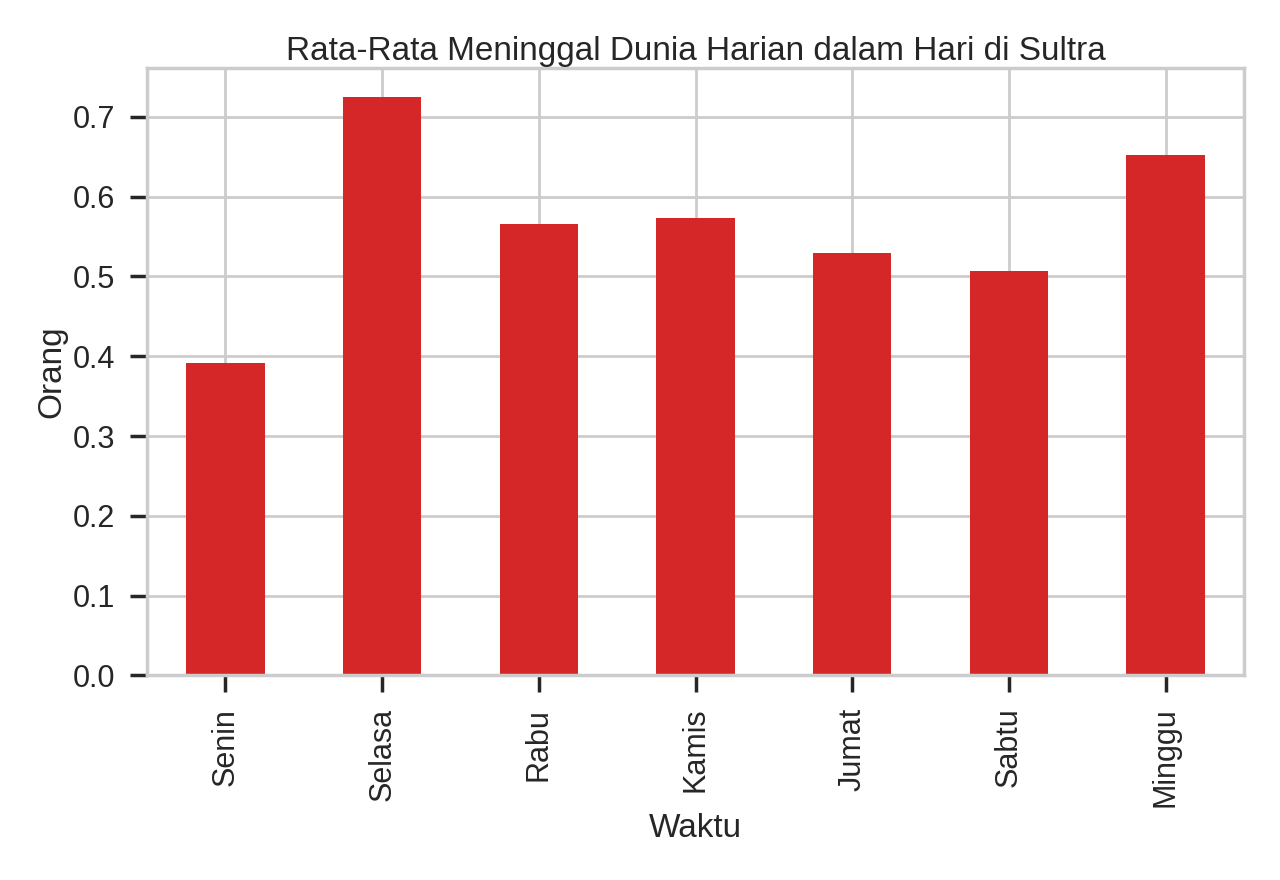 Rata-Rata Meninggal Dunia Harian dalam Hari di Sultra
0.7
0.6
0.5
0.4
0.3
0.2
0.1
0.0
Orang
Senin
Selasa
Rabu
Kamis
Jumat
Sabtu
Minggu
Waktu